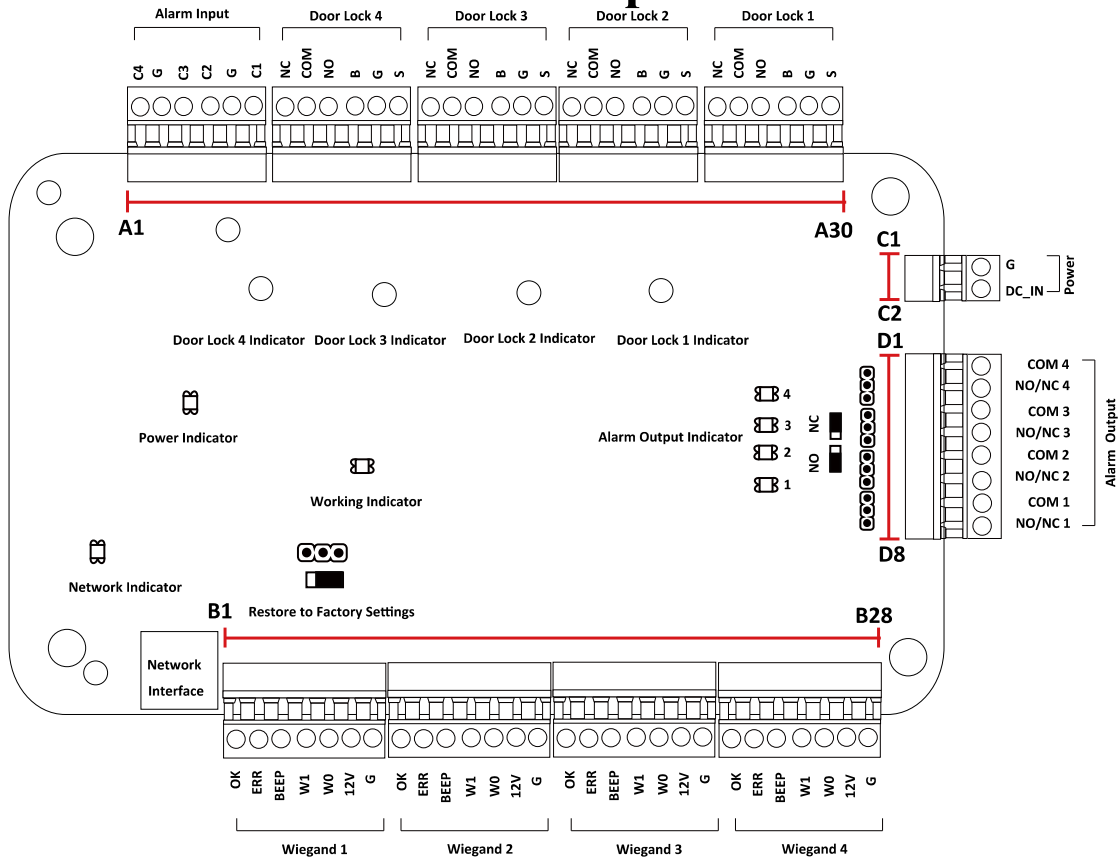 Alarm Input
Door Lock 4
Door Lock 3
Door Lock 2
Door Lock 1
C4 G C3 C2 G C1
NC COM NO B G S
NC COM NO B G S
NC COM NO B G S
NC COM NO B G S
A1
A30
C1
G
DC_IN
Power
C2
Door Lock 4 Indicator
Door Lock 3 Indicator
Door Lock 2 Indicator
Door Lock 1 Indicator
D1
COM 4
NO/NC 4
COM 3
NO/NC 3
COM 2
NO/NC 2
COM 1
NO/NC 1
Alarm Output
4
3
2
1
NC
NO
Alarm Output Indicator
Power Indicator
Working Indicator
D8
Network Indicator
Restore to Factory Settings
B1
B28
Network
Interface
OK ERR BEEP W1 W0 12V G
OK ERR BEEP W1 W0 12V G
OK ERR BEEP W1 W0 12V G
OK ERR BEEP W1 W0 12V G
Wiegand 1
Wiegand 2
Wiegand 3
Wiegand 4